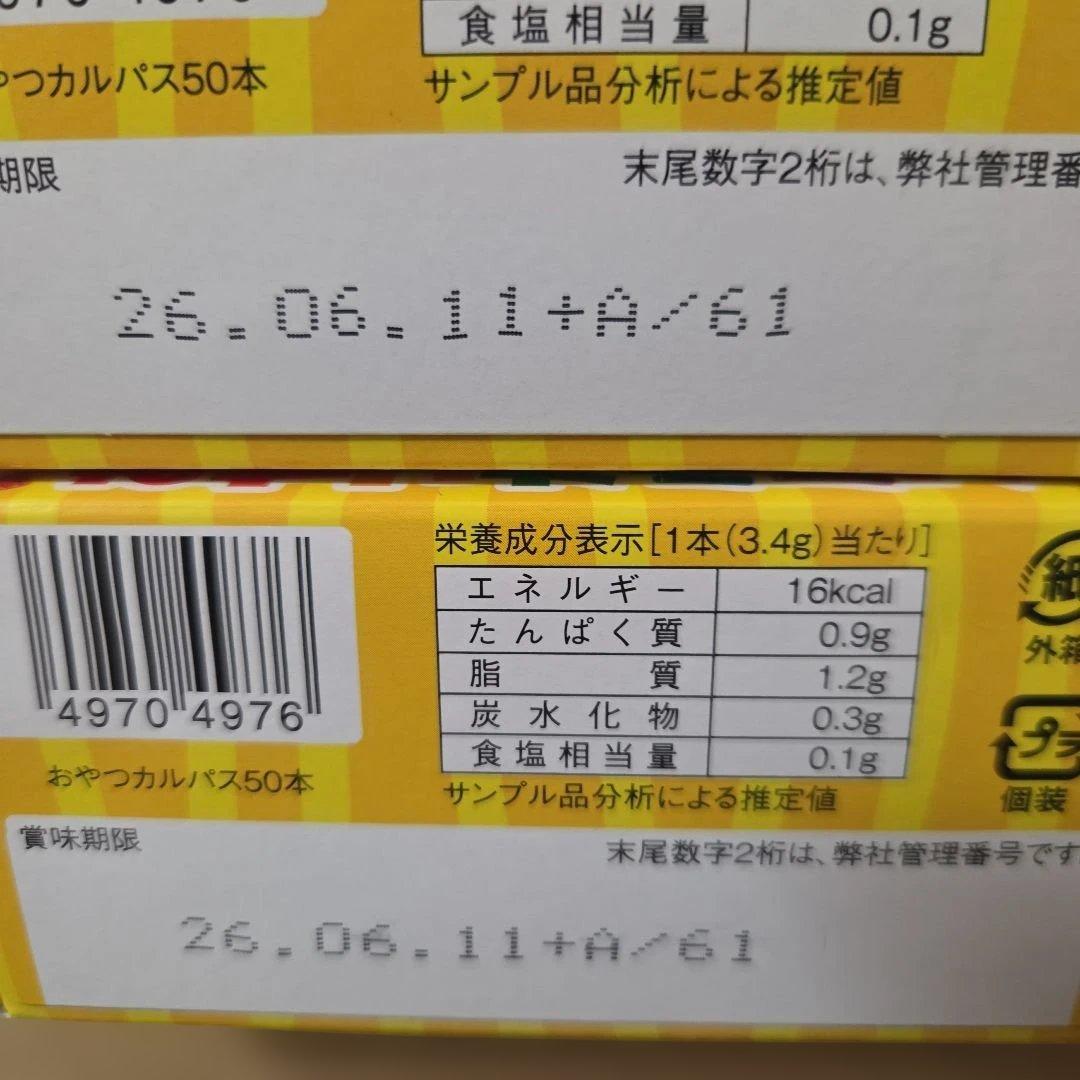 食塩相当量 0.1g
つカルパス50本
サンプル品分析による推定値
期限
末尾数字2桁は、弊社管理番
26.06.11+A/61
栄養成分表示[1本(3.4g)当たり]
エネルギー 16kcal
たんぱく質 0.9g
脂質 1.2g
炭水化物 0.3g
食塩相当量 0.1g
サンプル品分析による推定値
4970 4976
おやつカルパス50本
紙
外箱
プラ
個装
賞味期限
末尾数字2桁は、弊社管理番号です
26.06.11+A/61